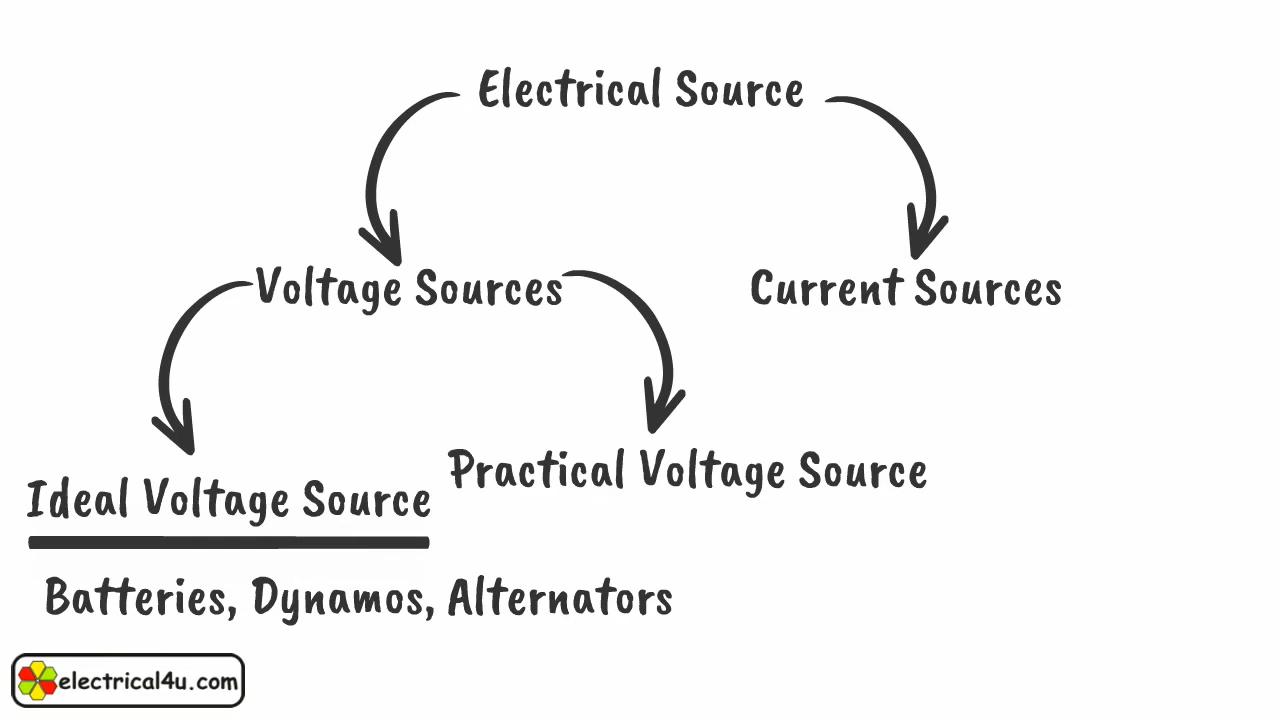 Electrical Source
Voltage Sources
Current Sources
Ideal Voltage Source
Practical Voltage Source
Batteries, Dynamos, Alternators
electrical4u.com